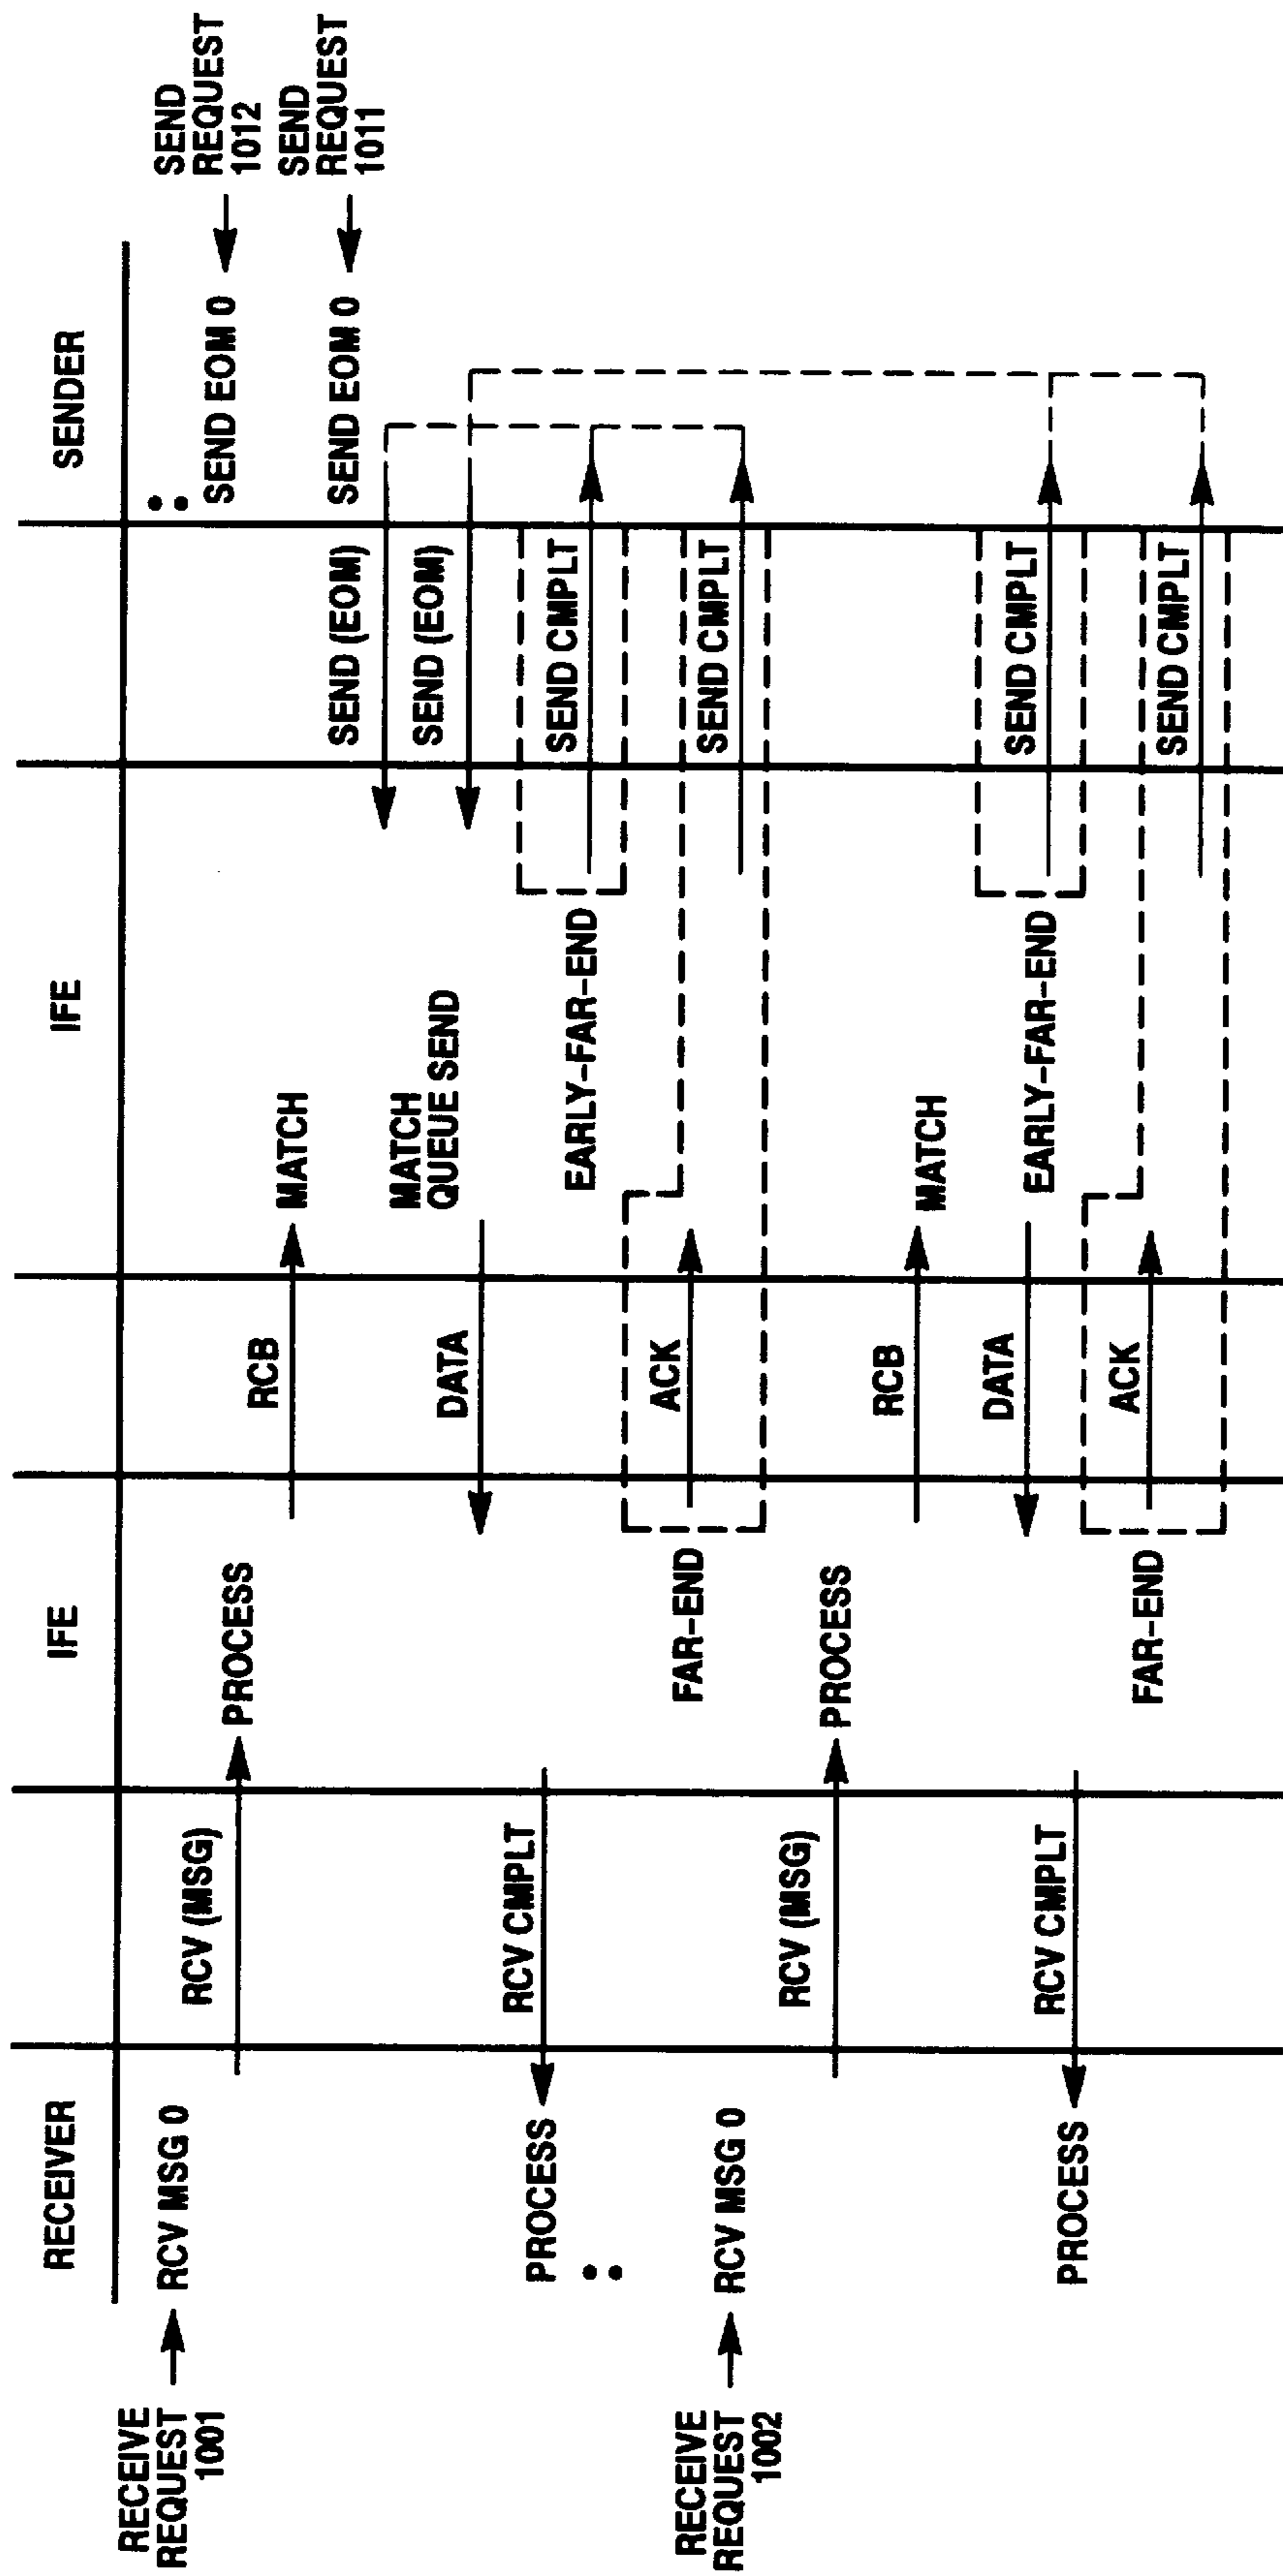 RECEIVER
IFE
IFE
SENDER
RECEIVE
REQUEST
1001
RCV MSG 0
RCV (MSG)
PROCESS
RCB
MATCH
SEND EOM 0
SEND
REQUEST
1012
SEND EOM 0
SEND
REQUEST
1011
SEND (EOM)
MATCH
QUEUE SEND
SEND (EOM)
DATA
PROCESS
RCV CMPLT
EARLY-FAR-END
SEND CMPLT
FAR-END
ACK
SEND CMPLT
RECEIVE
REQUEST
1002
RCV MSG 0
RCV (MSG)
PROCESS
RCB
MATCH
DATA
EARLY-FAR-END
SEND CMPLT
PROCESS
RCV CMPLT
FAR-END
ACK
SEND CMPLT